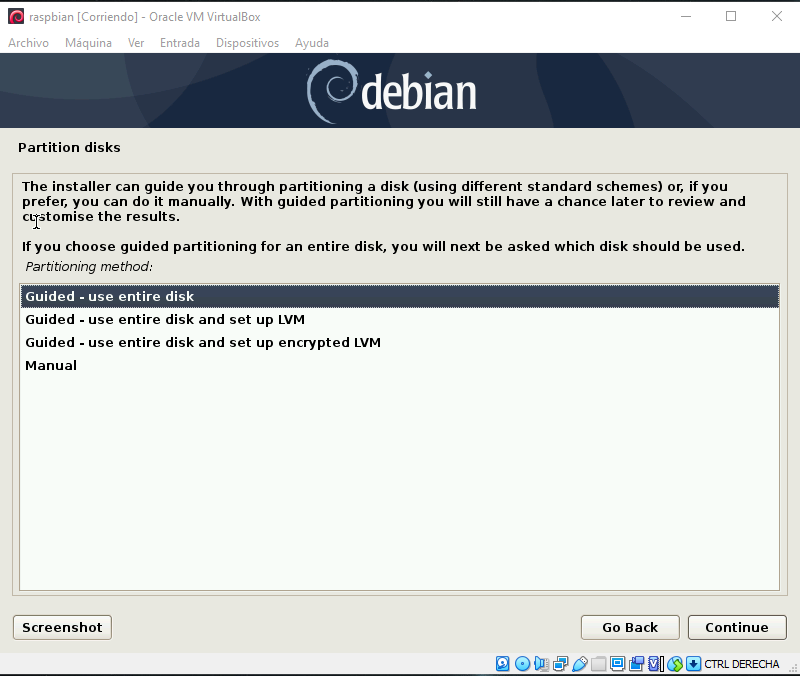 raspbian [Corriendo] - Oracle VM VirtualBox
Archivo Máquina Ver Entrada Dispositivos Ayuda
debian
Partition disks
The installer can guide you through partitioning a disk (using different standard schemes) or, if you
prefer, you can do it manually. With guided partitioning you will still have a chance later to review and
customise the results.
If you choose guided partitioning for an entire disk, you will next be asked which disk should be used.
Partitioning method:
Guided - use entire disk
Guided - use entire disk and set up LVM
Guided - use entire disk and set up encrypted LVM
Manual
Screenshot Go Back Continue
CTRL DERECHA